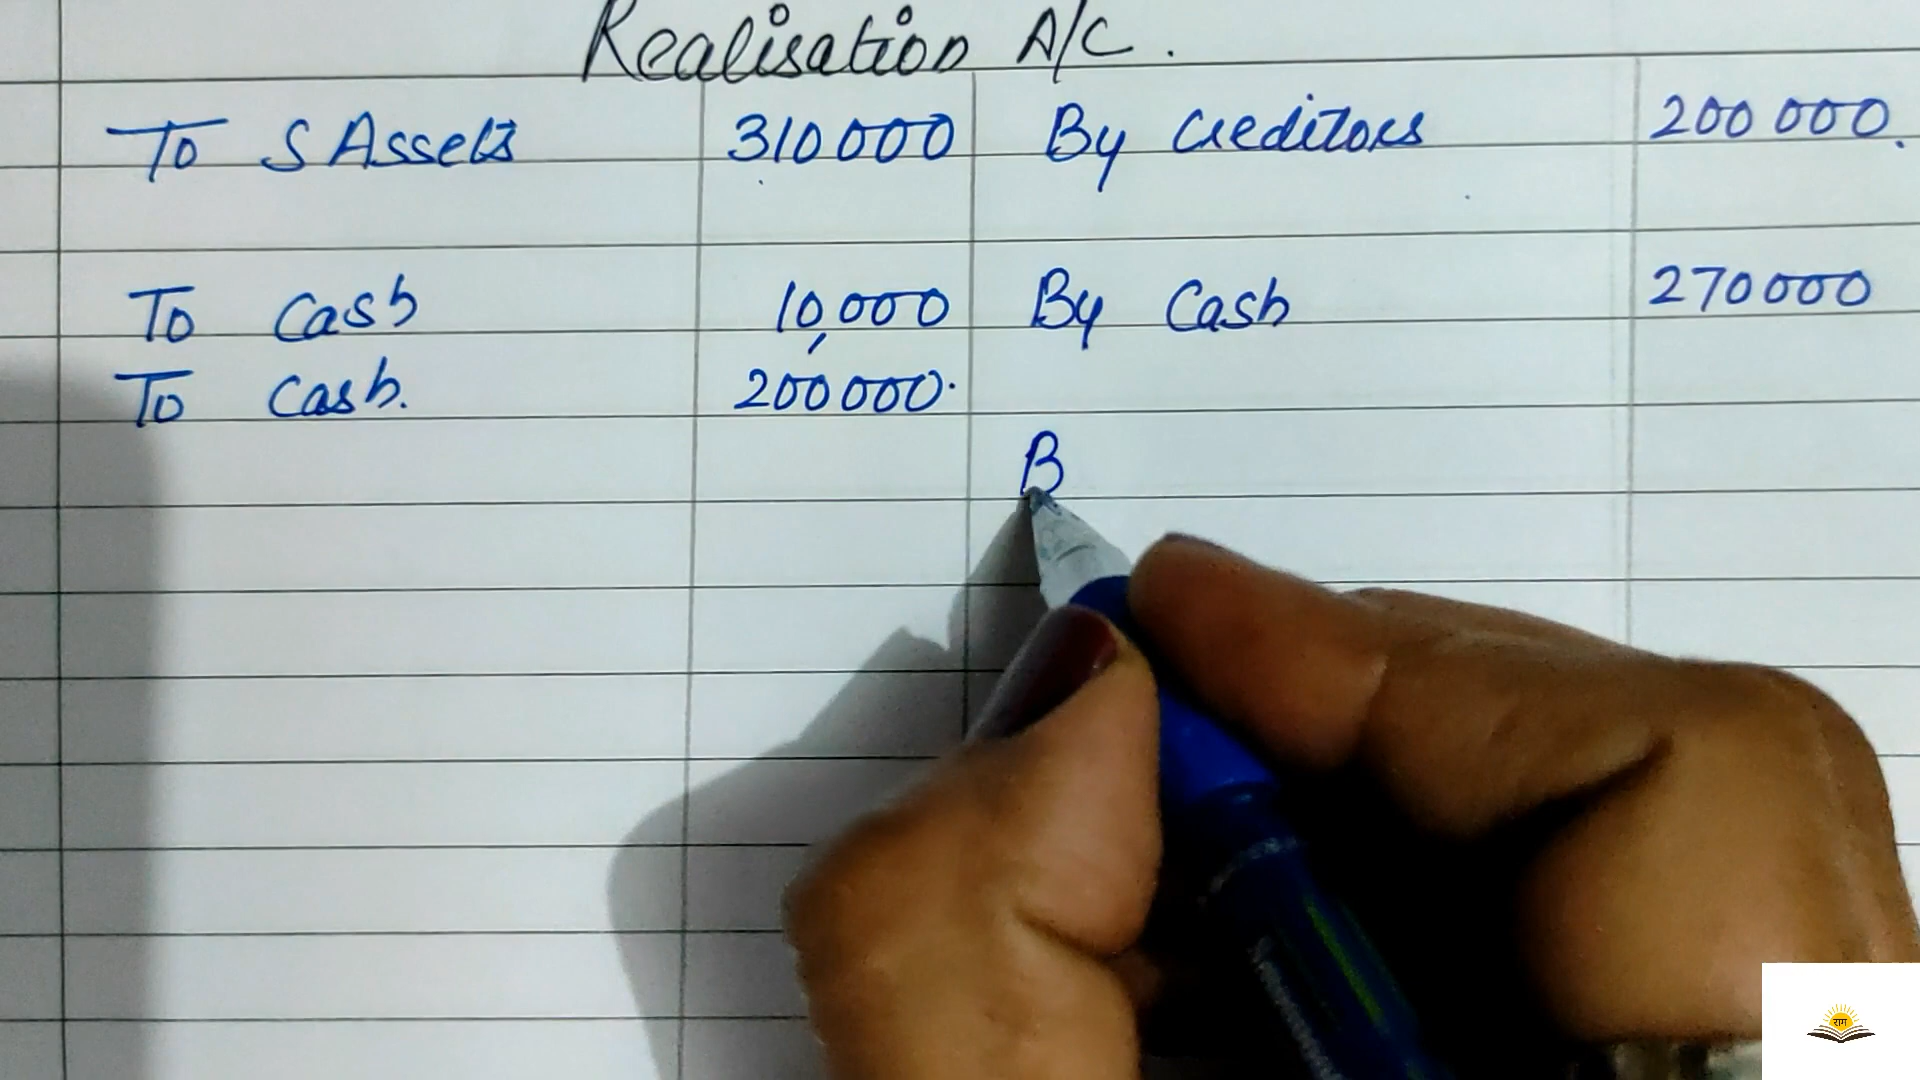 Realisation A/C.
To S Assets 310000 By Creditors 200000.
To Cash 10,000 By Cash 270000
To Cash. 200000.
B
राम